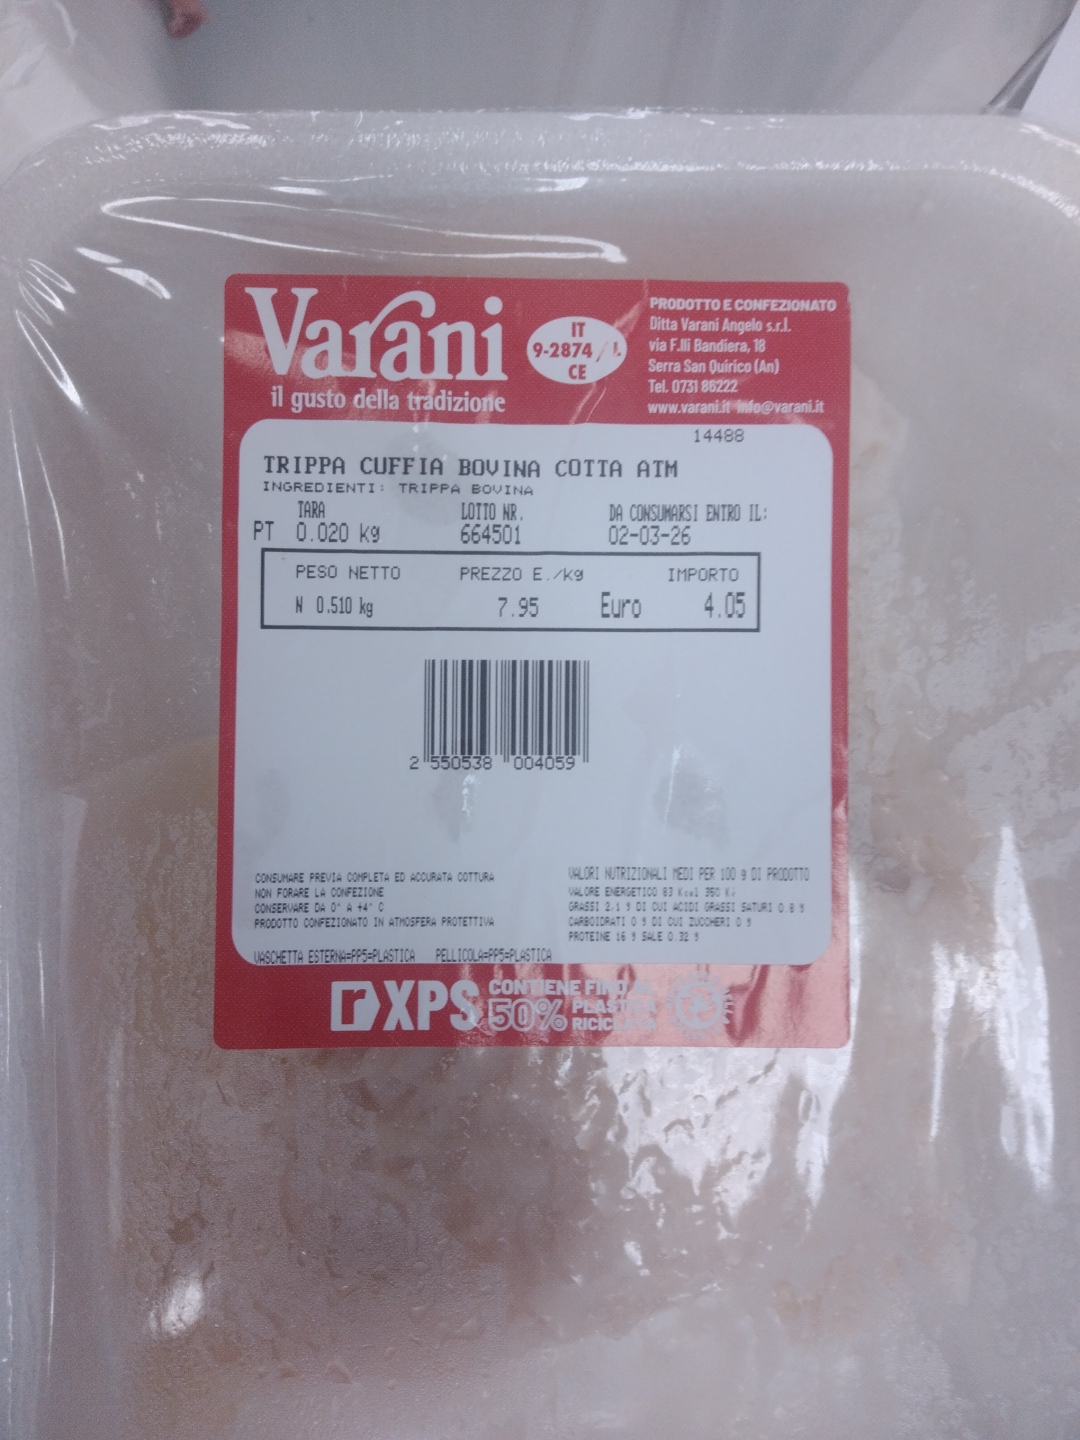 Varani
il gusto della tradizione
IT
9-2874 / L
CE
PRODOTTO E CONFEZIONATO
Ditta Varani Angelo s.r.l.
via F.lli Bandiera, 18
Serra San Quirico (An)
Tel. 0731 86222
www.varani.it info@varani.it
14488
TRIPPA CUFFIA BOVINA COTTA ATM
INGREDIENTI: TRIPPA BOVINA
TARA LOTTO NR. DA CONSUMARSI ENTRO IL:
PT 0.020 kg 664501 02-03-26
PESO NETTO PREZZO E./kg IMPORTO
N 0.510 kg 7.95 Euro 4.05
2 550538 004059
CONSUMARE PREVIA COMPLETA ED ACCURATA COTTURA
NON FORARE LA CONFEZIONE
CONSERVARE DA 0° A +4° C
PRODOTTO CONFEZIONATO IN ATMOSFERA PROTETTIVA
VALORI NUTRIZIONALI MEDI PER 100 g DI PRODOTTO
VALORE ENERGETICO 83 Kcal 350 KJ
GRASSI 2.1 g DI CUI ACIDI GRASSI SATURI 0.8 g
CARBOIDRATI 0 g DI CUI ZUCCHERI 0 g
PROTEINE 16 g SALE 0.32 g
VASCHETTA ESTERNA=PP5=PLASTICA PELLICOLA=PP5=PLASTICA
rXPS
CONTIENE FINO AL
50% PLASTICA
RICICLATA